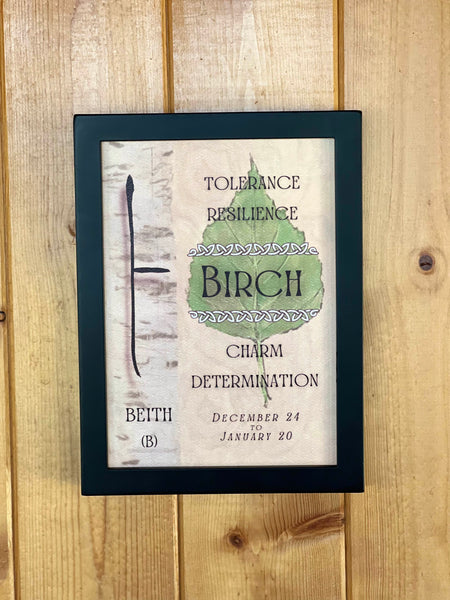 TOLERANCE
RESILIENCE
BIRCH
CHARM
DETERMINATION
DECEMBER 24
TO
JANUARY 20
BEITH
(B)